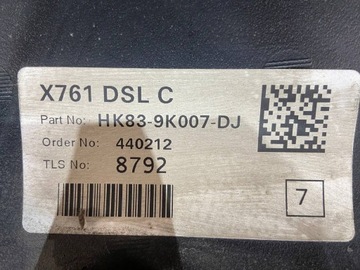 X761 DSL C
Part No: HK83-9K007-DJ
Order No: 440212
TLS No: 8792
7